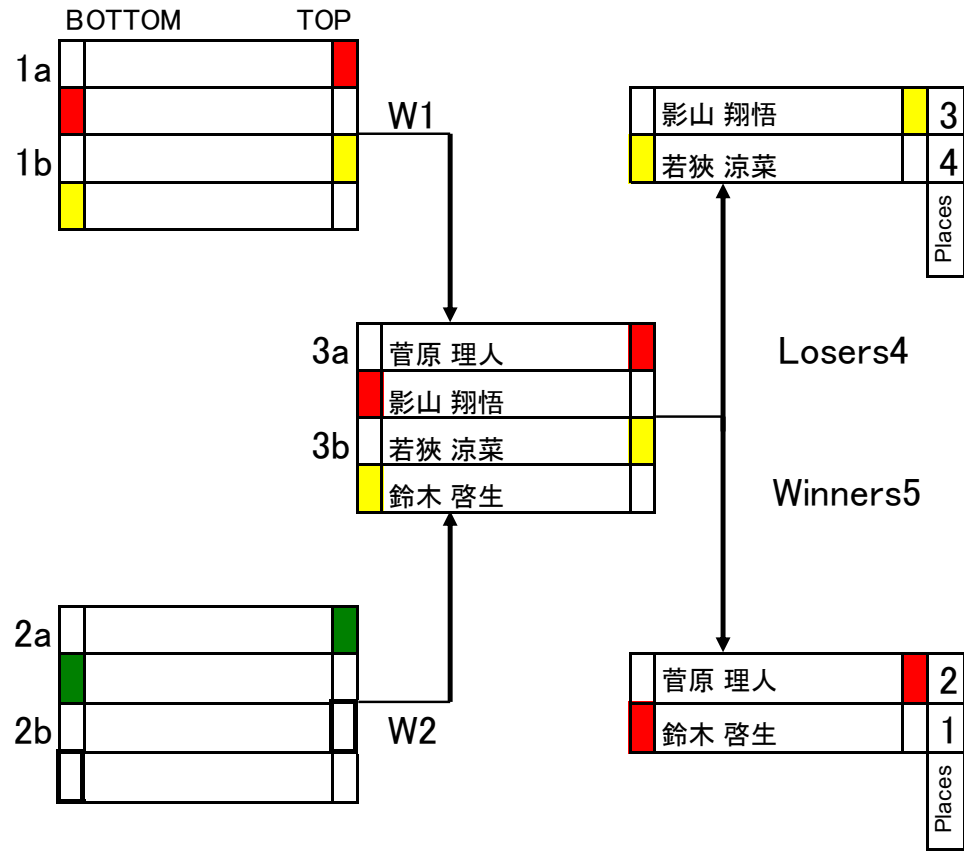 BOTTOM TOP
1a
W1
1b
影山 翔悟 3
若狹 涼菜 4
Places
3a 菅原 理人
影山 翔悟
3b 若狹 涼菜
鈴木 啓生
Losers4
Winners5
2a
2b
W2
菅原 理人 2
鈴木 啓生 1
Places